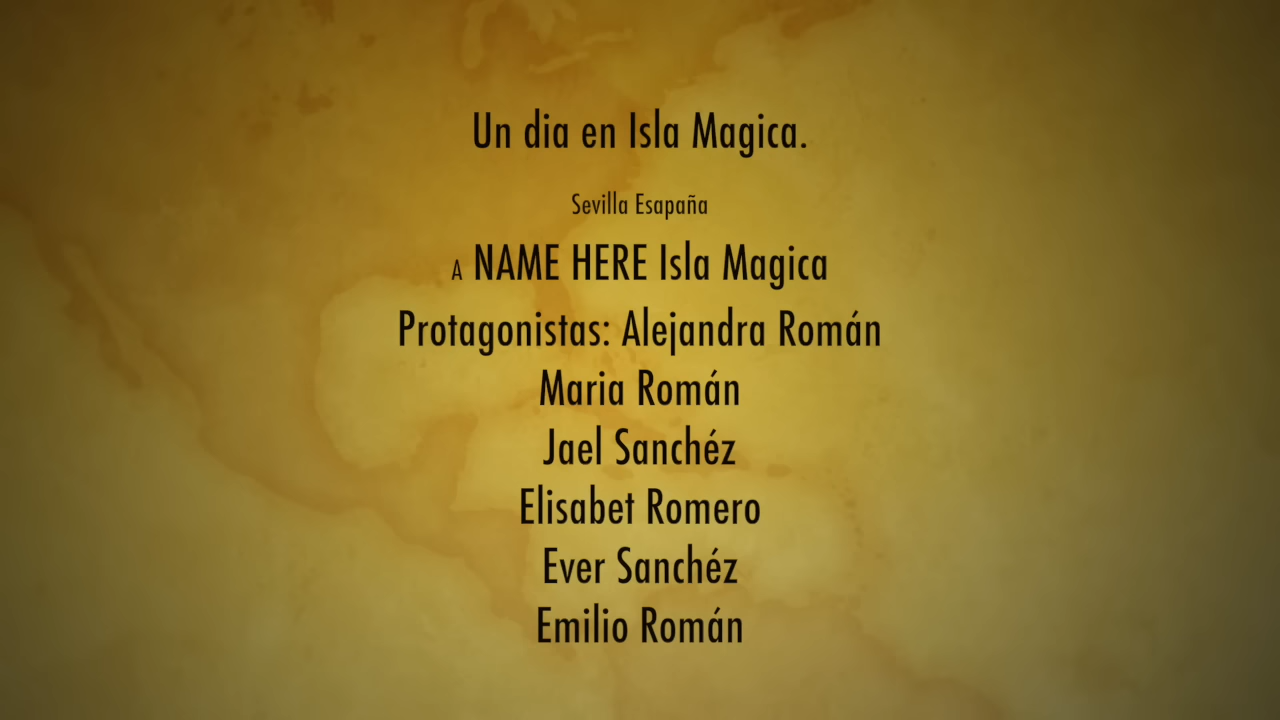 Un dia en Isla Magica.
Sevilla Esapaña
A NAME HERE Isla Magica
Protagonistas: Alejandra Román
Maria Román
Jael Sanchéz
Elisabet Romero
Ever Sanchéz
Emilio Román